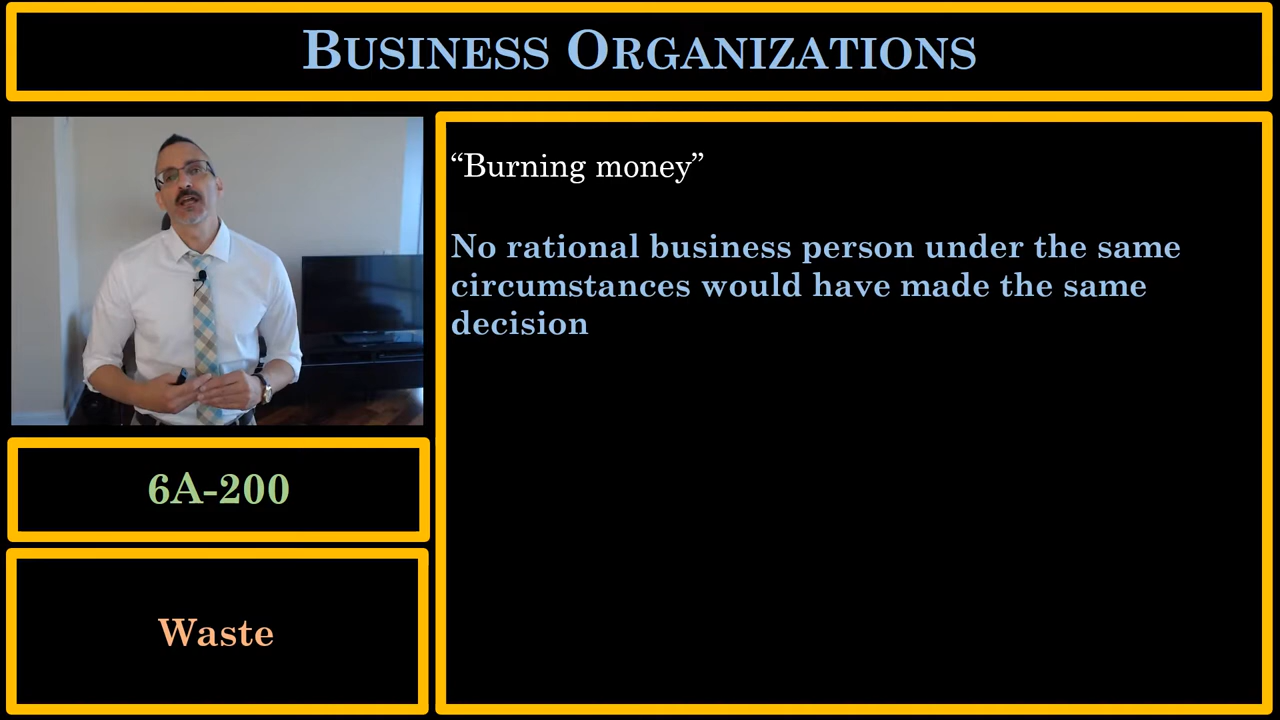 Business Organizations
“Burning money”
No rational business person under the same
circumstances would have made the same
decision
6A-200
Waste